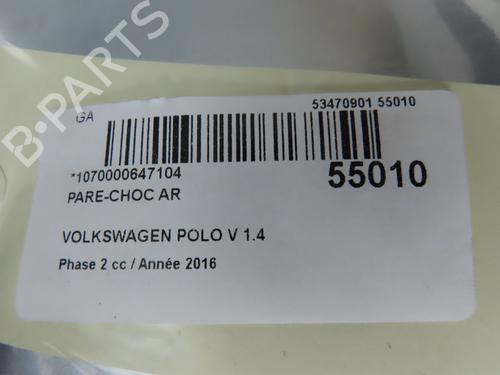 B-PARTS
GA
53470901 55010
*1070000647104
55010
PARE-CHOC AR
VOLKSWAGEN POLO V 1.4
Phase 2 cc / Année 2016